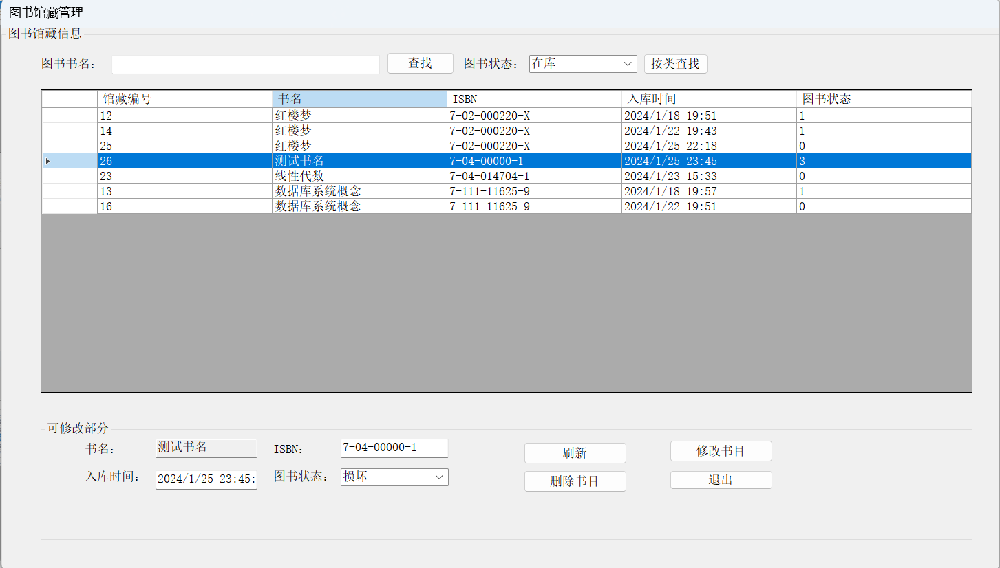 图书馆藏管理
图书馆藏信息
图书书名： 查找 图书状态： 在库 按类查找
馆藏编号 书名 ISBN 入库时间 图书状态
12 红楼梦 7-02-000220-X 2024/1/18 19:51 1
14 红楼梦 7-02-000220-X 2024/1/22 19:43 1
25 红楼梦 7-02-000220-X 2024/1/25 22:18 0
26 测试书名 7-04-00000-1 2024/1/25 23:45 3
23 线性代数 7-04-014704-1 2024/1/23 15:33 0
13 数据库系统概念 7-111-11625-9 2024/1/18 19:57 1
16 数据库系统概念 7-111-11625-9 2024/1/22 19:51 0
可修改部分
书名： 测试书名 ISBN： 7-04-00000-1 刷新 修改书目
入库时间： 2024/1/25 23:45: 图书状态： 损坏 删除书目 退出